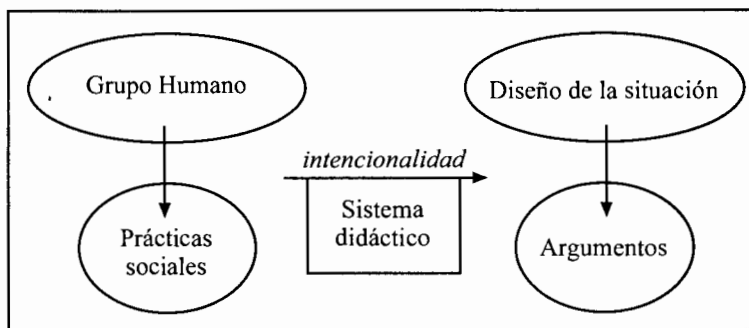 Grupo Humano
Diseño de la situación
intencionalidad
Prácticas
sociales
Sistema
didáctico
Argumentos